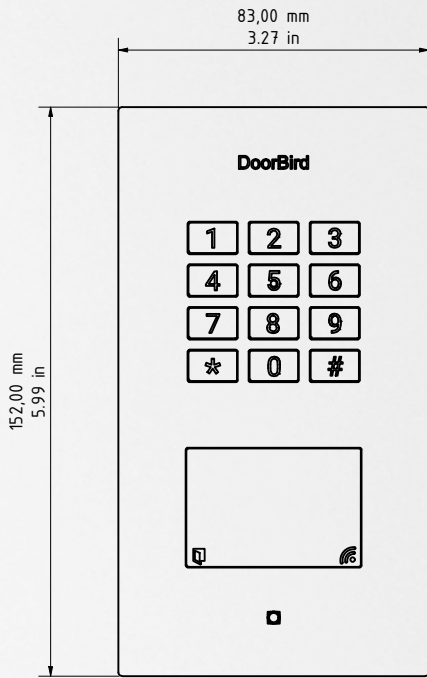 83,00 mm
3.27 in
DoorBird
1 2 3
4 5 6
7 8 9
* 0 #
152,00 mm
5.99 in